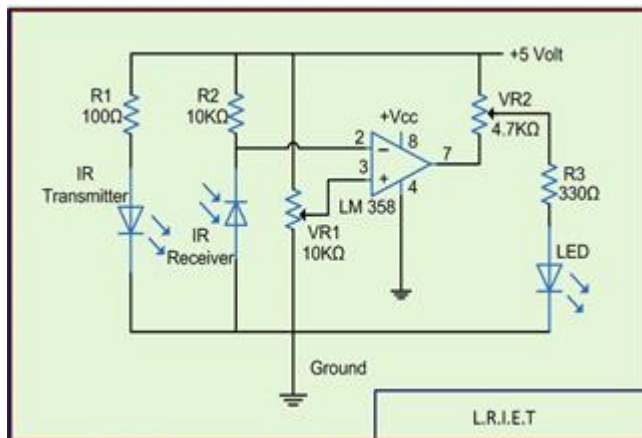 +5 Volt
R1
100Ω
R2
10KΩ
+Vcc
VR2
4.7KΩ
2
8
7
3
4
LM 358
IR
Transmitter
R3
330Ω
IR
Receiver
VR1
10KΩ
LED
Ground
L.R.I.E.T